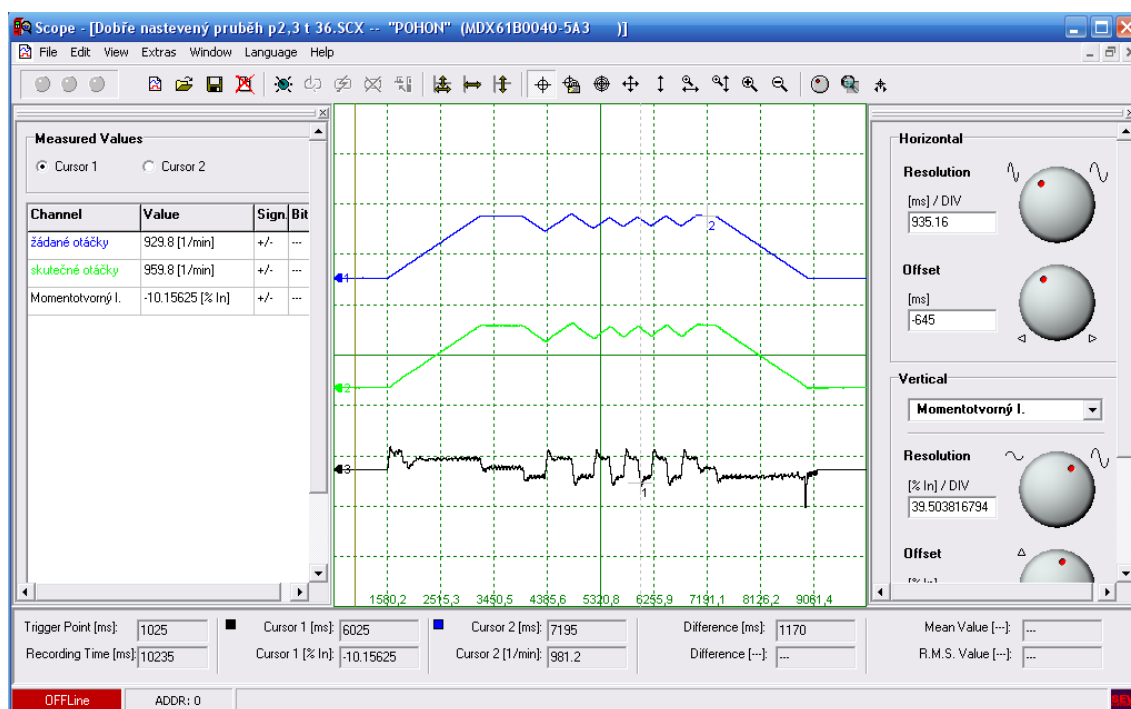 Scope - [Dobře nastevený pruběh p2,3 t 36.SCX -- "POHON" (MDX61B0040-5A3 )]
File Edit View Extras Window Language Help
Measured Values
Cursor 1 Cursor 2
Channel Value Sign. Bit
žádané otáčky 929.8 [1/min] +/- ---
skutečné otáčky 959.8 [1/min] +/- ---
Momentotvorný I. -10.15625 [% In] +/- ---
1
2
2
3
1
1580,2 2515,3 3450,5 4385,6 5320,8 6255,9 7191,1 8126,2 9061,4
Horizontal
Resolution
[ms] / DIV
935.16
Offset
[ms]
-645
Vertical
Momentotvorný I.
Resolution
[% In] / DIV
39.503816794
Offset
[% In]
Trigger Point [ms]: 1025 Cursor 1 [ms]: 6025 Cursor 2 [ms]: 7195 Difference [ms]: 1170 Mean Value [---]: ---
Recording Time [ms]: 10235 Cursor 1 [% In]: -10.15625 Cursor 2 [1/min]: 981.2 Difference [---]: --- R.M.S. Value [---]: ---
OFFLine ADDR: 0